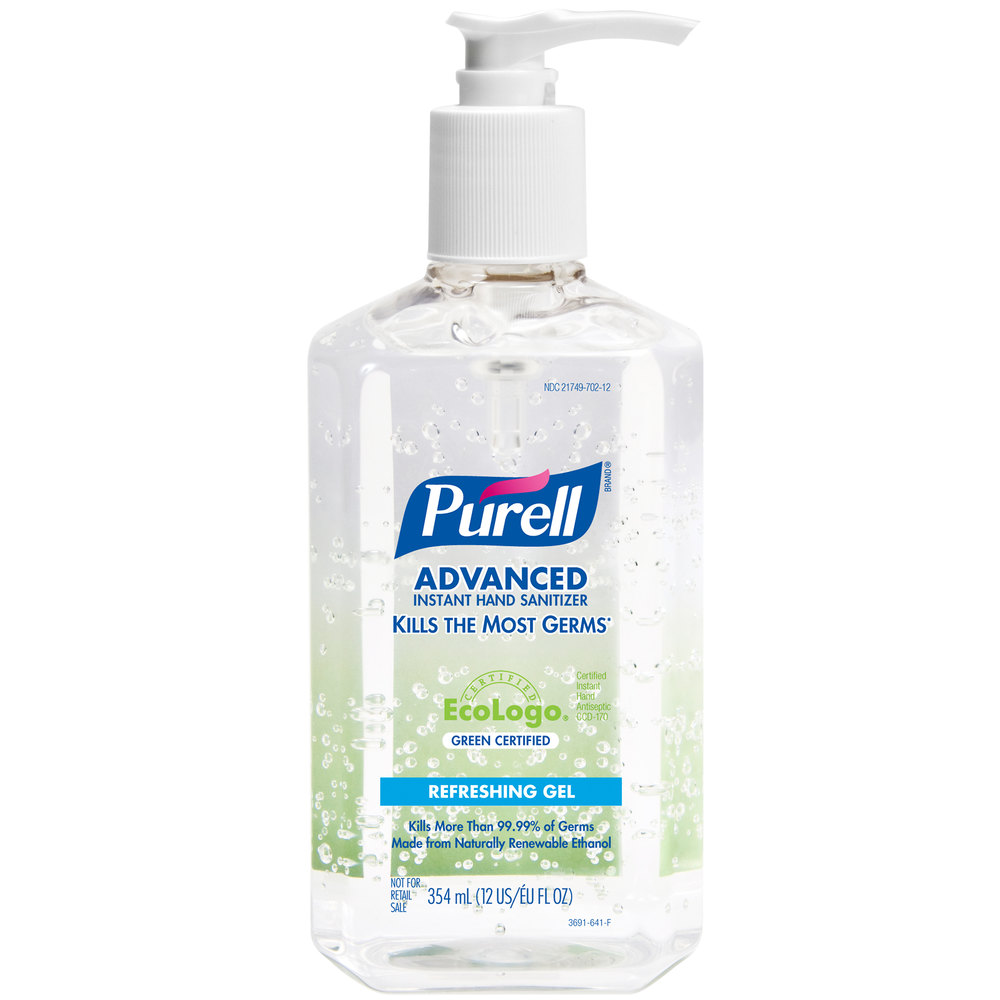 NDC 21749-702-12
Purell
BRAND®
ADVANCED
INSTANT HAND SANITIZER
KILLS THE MOST GERMS*
CERTIFIED
EcoLogo®
Certified
Instant
Hand
Antiseptic
CCD-170
GREEN CERTIFIED
REFRESHING GEL
Kills More Than 99.99% of Germs
Made from Naturally Renewable Ethanol
NOT FOR
RETAIL
SALE
354 mL (12 US/ÉU FL OZ)
3691-641-F